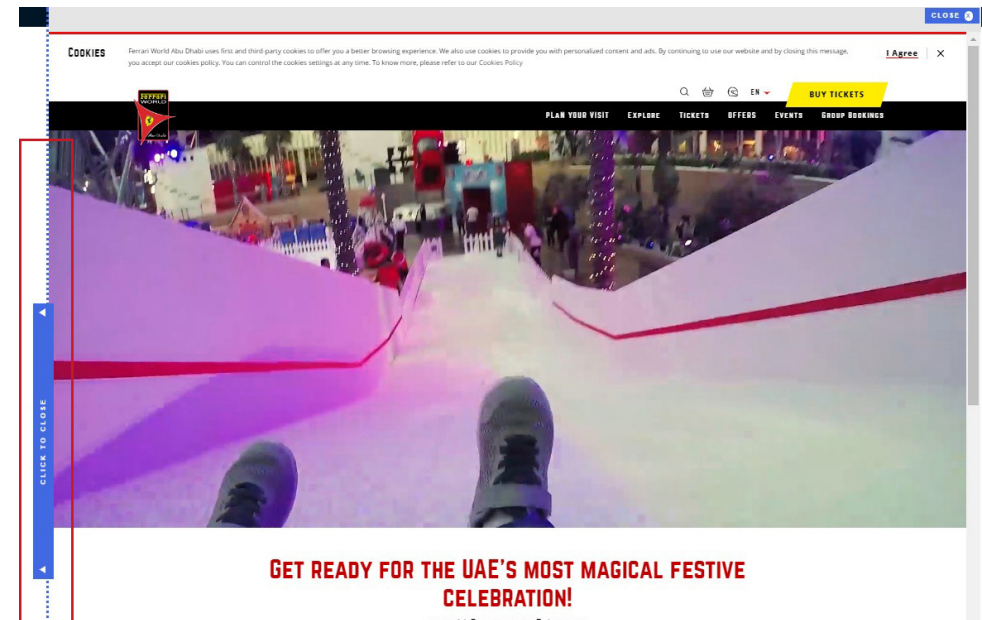 CLOSE
Cookies
Ferrari World Abu Dhabi uses first and third-party cookies to offer you a better browsing experience. We also use cookies to provide you with personalized content and ads. By continuing to use our website and by closing this message,
you accept our cookies policy. You can control the cookies settings at any time. To know more, please refer to our Cookies Policy
I Agree
EN
BUY TICKETS
Ferrari
World
Abu Dhabi
Plan Your Visit Explore Tickets Offers Events Group Bookings
CLICK TO CLOSE
Get ready for the UAE's most magical festive
celebration!